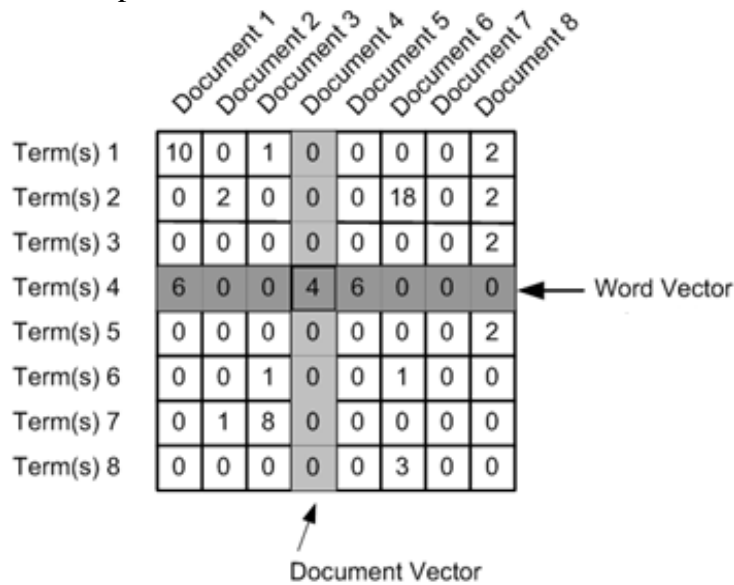 Document 1 Document 2 Document 3 Document 4 Document 5 Document 6 Document 7 Document 8
Term(s) 1 10 0 1 0 0 0 0 2
Term(s) 2 0 2 0 0 0 18 0 2
Term(s) 3 0 0 0 0 0 0 0 2
Term(s) 4 6 0 0 4 6 0 0 0 Word Vector
Term(s) 5 0 0 0 0 0 0 0 2
Term(s) 6 0 0 1 0 0 1 0 0
Term(s) 7 0 1 8 0 0 0 0 0
Term(s) 8 0 0 0 0 0 3 0 0
Document Vector